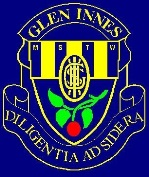 GLEN INNES
M S T W
DILIGENTIA AD SIDERA